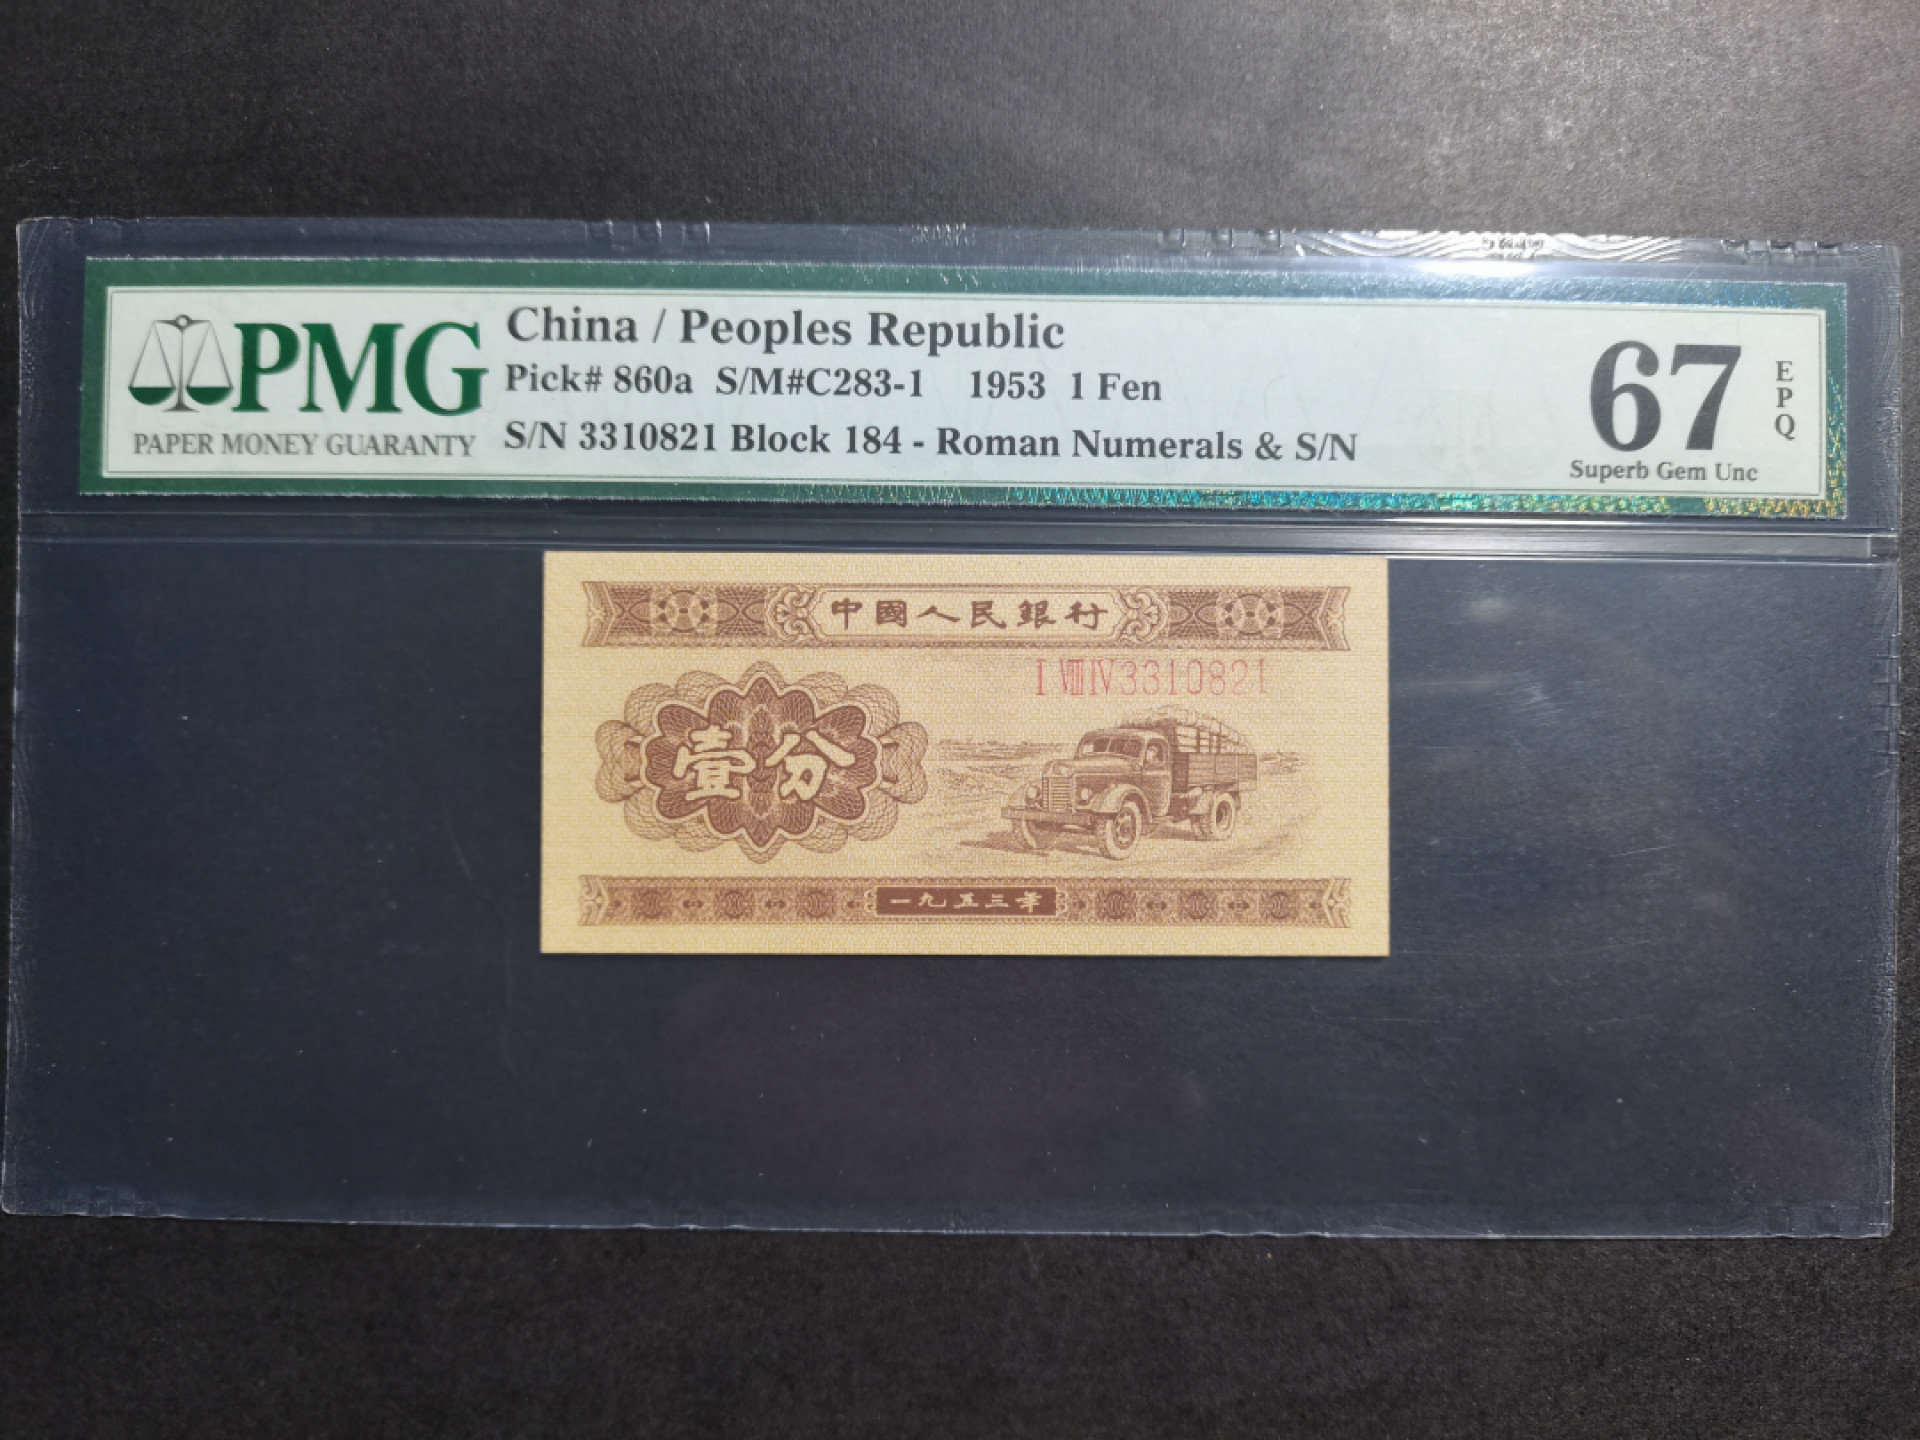 PMG
PAPER MONEY GUARANTY
China / Peoples Republic
Pick# 860a S/M#C283-1 1953 1 Fen
S/N 3310821 Block 184 - Roman Numerals & S/N
67
EPQ
Superb Gem Unc
中國人民銀行
I VIII IV 3310821
壹分
一九五三年